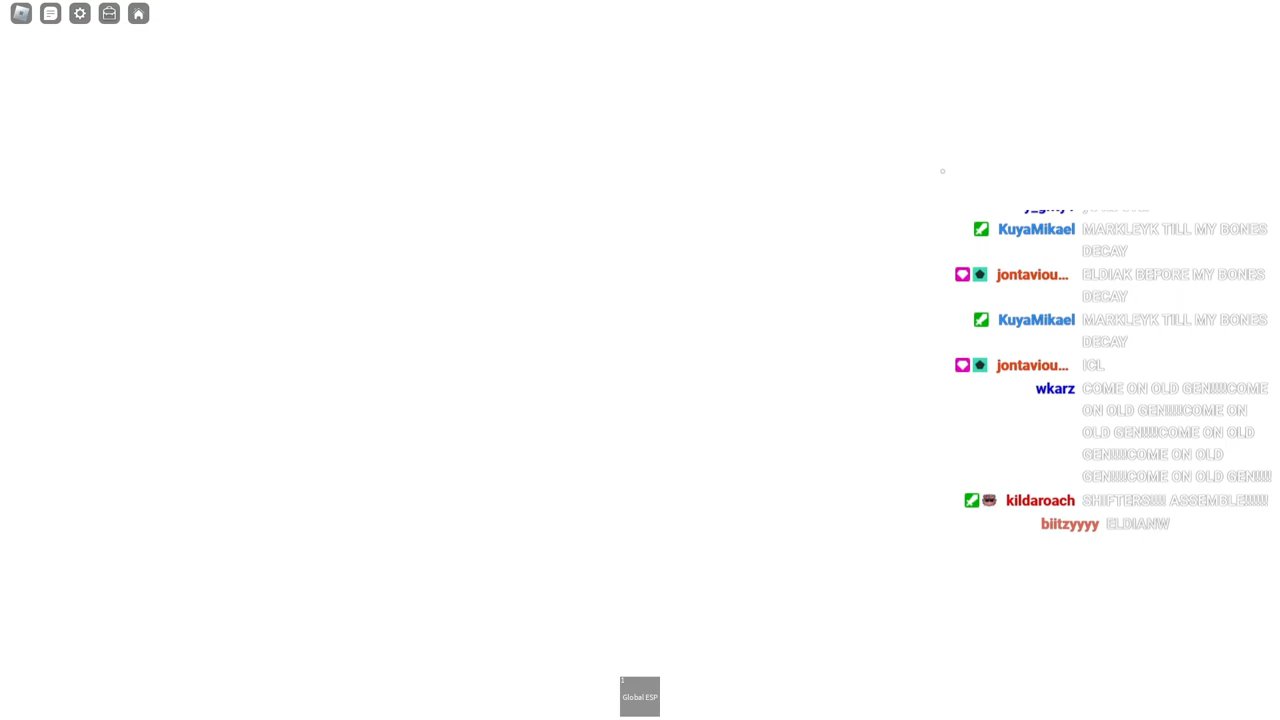 KuyaMikael MARKLEYK TILL MY BONES
DECAY
jontaviou... ELDIAK BEFORE MY BONES
DECAY
KuyaMikael MARKLEYK TILL MY BONES
DECAY
jontaviou... ICL
wkarz COME ON OLD GEN!!!!!COME
ON OLD GEN!!!!!COME ON
OLD GEN!!!!!COME ON OLD
GEN!!!!!COME ON OLD
GEN!!!!!COME ON OLD GEN!!!!!
kildaroach SHIFTERS!!!!! ASSEMBLE!!!!!!!
biitzyyyy ELDIANW
1
Global ESP